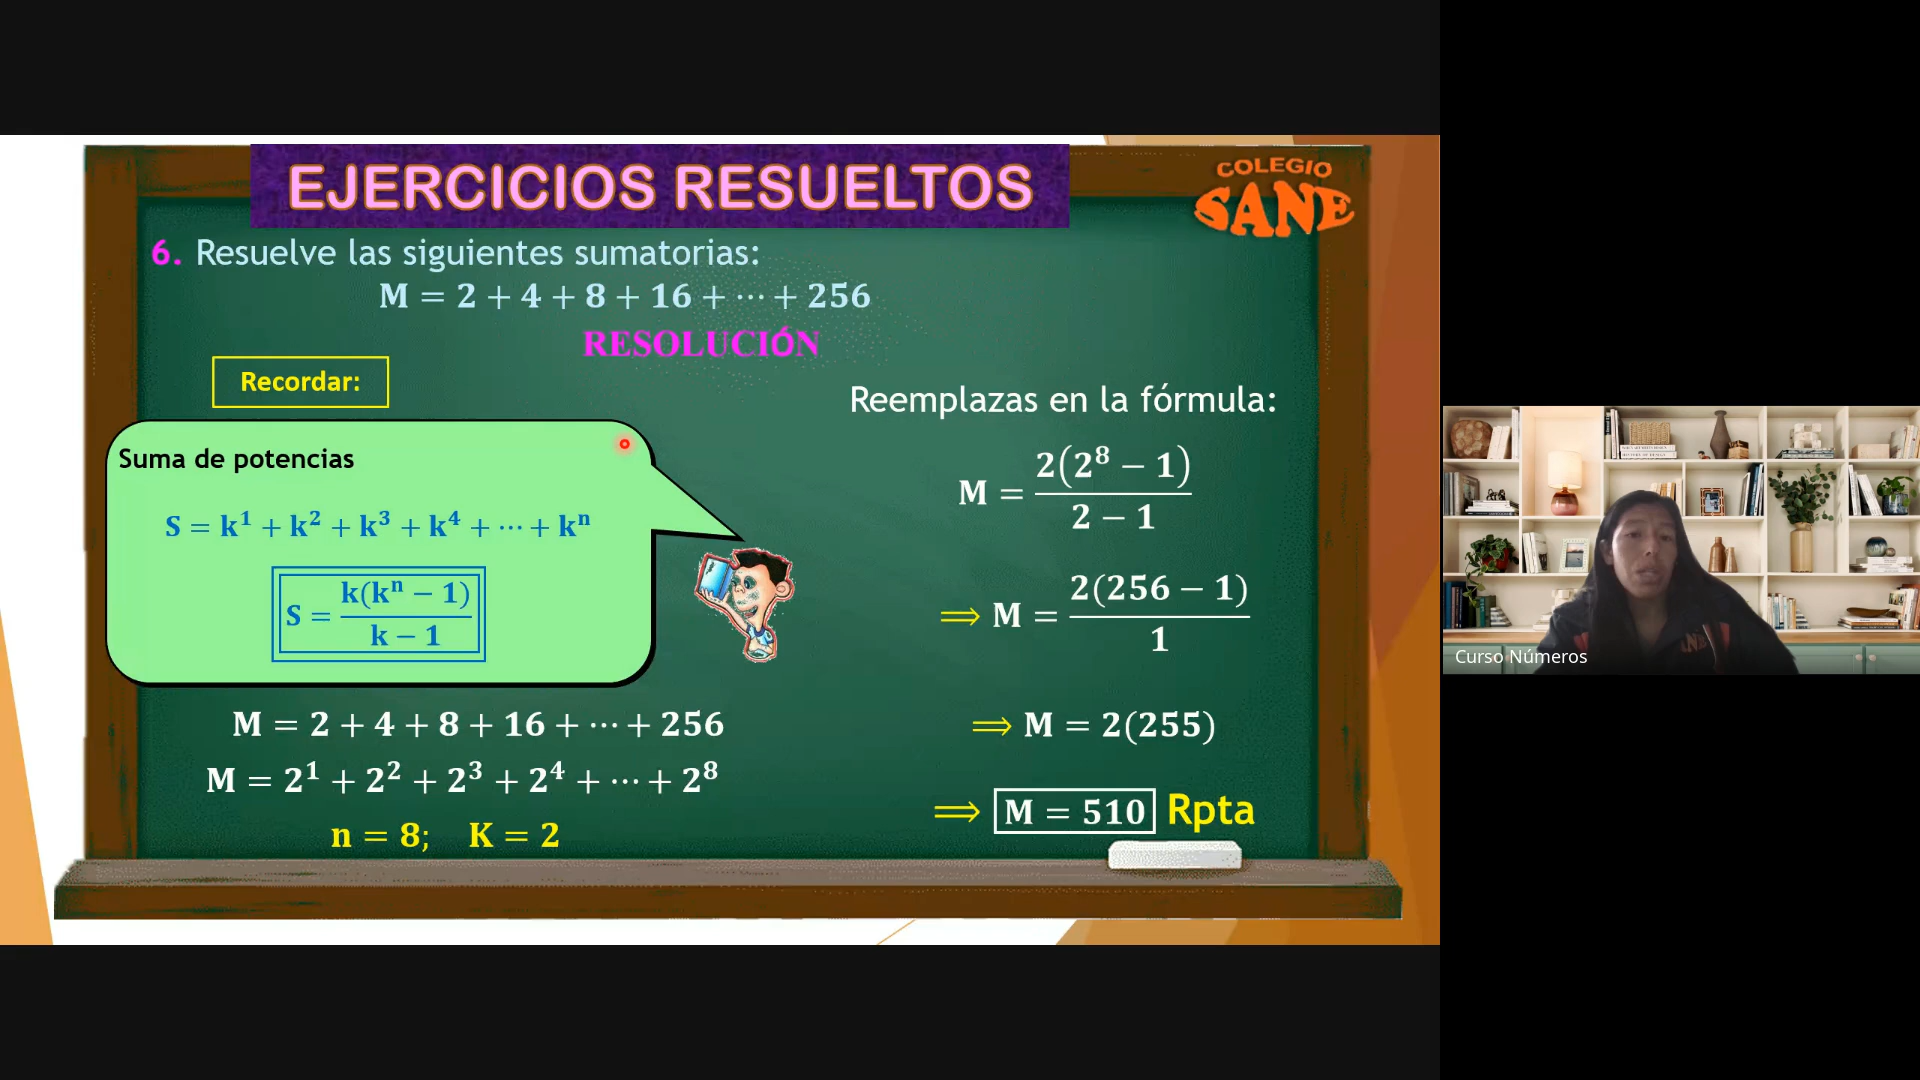 EJERCICIOS RESUELTOS
COLEGIO
SANE
6. Resuelve las siguientes sumatorias:
M = 2 + 4 + 8 + 16 + ⋯ + 256
RESOLUCIÓN
Recordar:
Suma de potencias
S = k¹ + k² + k³ + k⁴ + ⋯ + kⁿ
S = k(kⁿ − 1) / k − 1
M = 2 + 4 + 8 + 16 + ⋯ + 256
M = 2¹ + 2² + 2³ + 2⁴ + ⋯ + 2⁸
n = 8; K = 2
Reemplazas en la fórmula:
M = 2(2⁸ − 1) / 2 − 1
⟹ M = 2(256 − 1) / 1
⟹ M = 2(255)
⟹ M = 510 Rpta
Curso Números